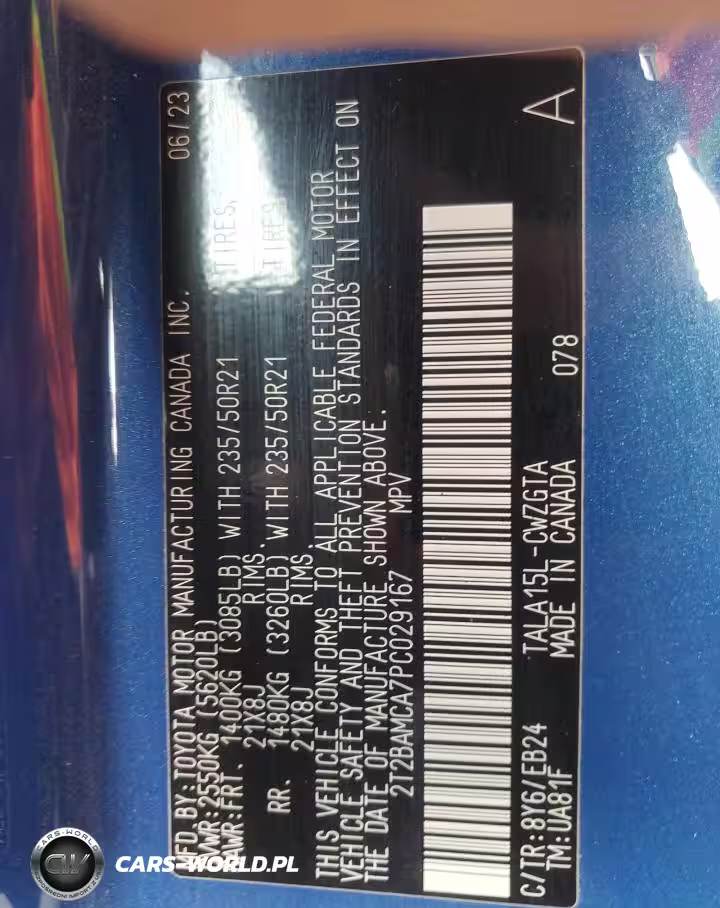 MFD BY:TOYOTA MOTOR MANUFACTURING CANADA INC. 06/23
GVWR:2550KG (5620LB)
GAWR:FRT. 1400KG (3085LB) WITH 235/50R21 TIRES,
21X8J RIMS.
RR. 1480KG (3260LB) WITH 235/50R21 TIRES,
21X8J RIMS
THIS VEHICLE CONFORMS TO ALL APPLICABLE FEDERAL MOTOR
VEHICLE SAFETY AND THEFT PREVENTION STANDARDS IN EFFECT ON
THE DATE OF MANUFACTURE SHOWN ABOVE.
2T2BAMCA7PC029167 MPV
C/TR:8Y6/EB24 TALA15L-CWZGTA A
TM:UA81F MADE IN CANADA 078
CARS-WORLD
CW
CARS-WORLD.PL